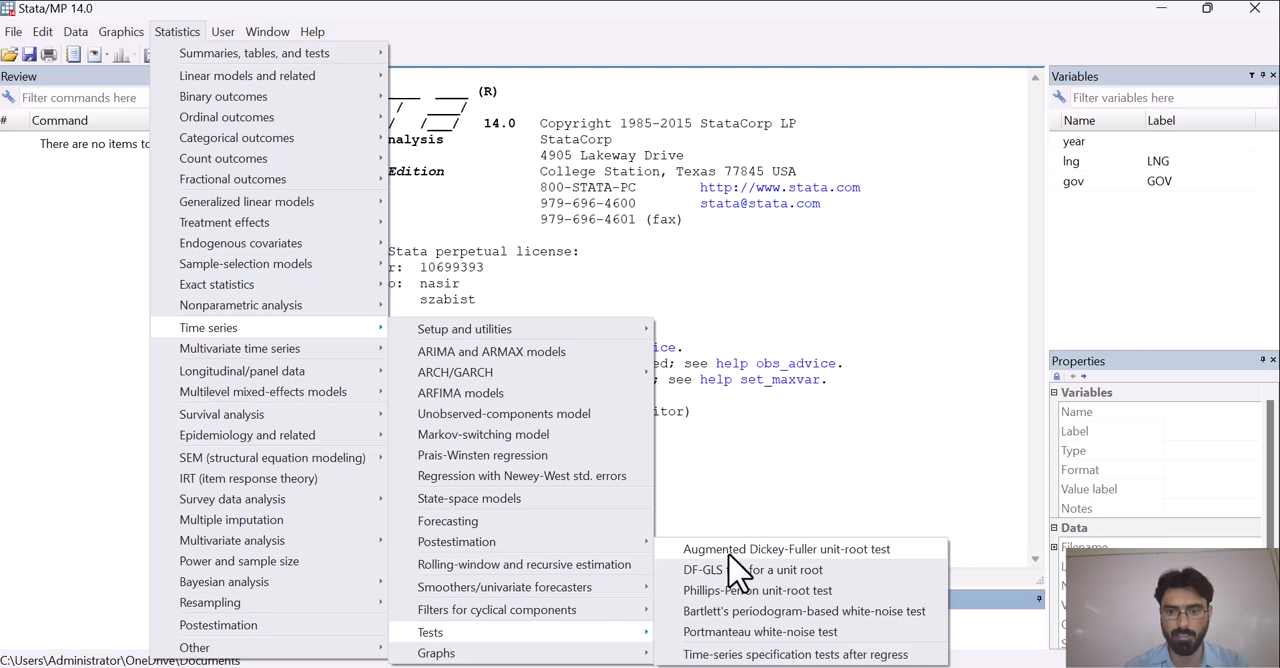 Stata/MP 14.0
File Edit Data Graphics Statistics User Window Help
Review
Filter commands here
# Command
There are no items to
Summaries, tables, and tests
Linear models and related
Binary outcomes
Ordinal outcomes
Categorical outcomes
Count outcomes
Fractional outcomes
Generalized linear models
Treatment effects
Endogenous covariates
Sample-selection models
Exact statistics
Nonparametric analysis
Time series
Multivariate time series
Longitudinal/panel data
Multilevel mixed-effects models
Survival analysis
Epidemiology and related
SEM (structural equation modeling)
IRT (item response theory)
Survey data analysis
Multiple imputation
Multivariate analysis
Power and sample size
Bayesian analysis
Resampling
Postestimation
Other
(R)
14.0 Copyright 1985-2015 StataCorp LP
nalysis StataCorp
4905 Lakeway Drive
Edition College Station, Texas 77845 USA
800-STATA-PC http://www.stata.com
979-696-4600 stata@stata.com
979-696-4601 (fax)
Stata perpetual license:
r: 10699393
o: nasir
szabist
ice.
ed; see help obs_advice.
; see help set_maxvar.
itor)
Setup and utilities
ARIMA and ARMAX models
ARCH/GARCH
ARFIMA models
Unobserved-components model
Markov-switching model
Prais-Winsten regression
Regression with Newey-West std. errors
State-space models
Forecasting
Postestimation
Rolling-window and recursive estimation
Smoothers/univariate forecasters
Filters for cyclical components
Tests
Graphs
Augmented Dickey-Fuller unit-root test
DF-GLS for a unit root
Phillips-Perron unit-root test
Bartlett's periodogram-based white-noise test
Portmanteau white-noise test
Time-series specification tests after regress
Variables
Filter variables here
Name Label
year
lng LNG
gov GOV
Properties
Variables
Name
Label
Type
Format
Value label
Notes
Data
Filename
C:\Users\Administrator\OneDrive\Documents